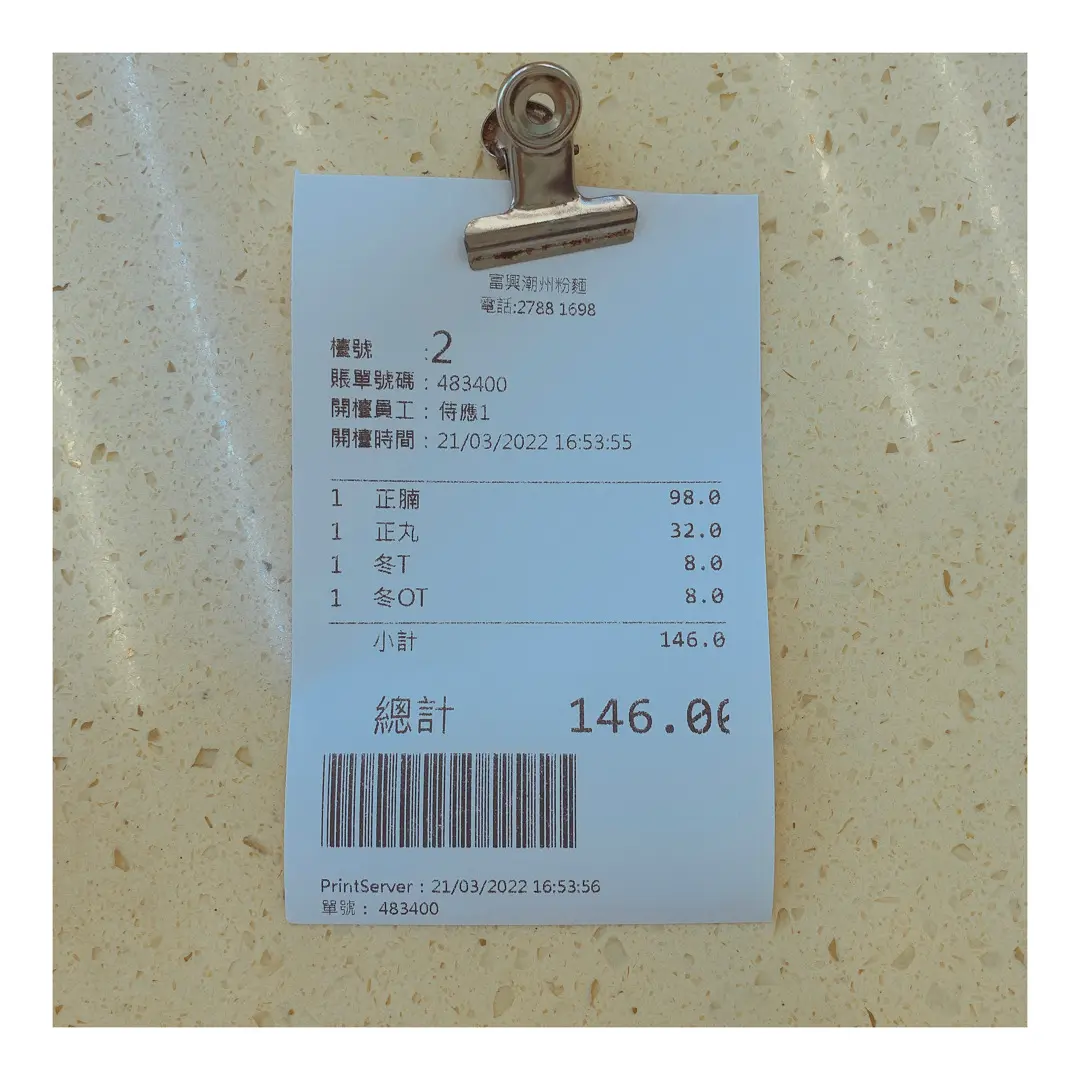 富興潮州粉麵
電話:2788 1698
檯號 :2
賬單號碼 : 483400
開檯員工 : 侍應1
開檯時間 : 21/03/2022 16:53:55
1 正腩 98.0
1 正丸 32.0
1 冬T 8.0
1 冬OT 8.0
小計 146.0
總計 146.00
PrintServer : 21/03/2022 16:53:56
單號 : 483400